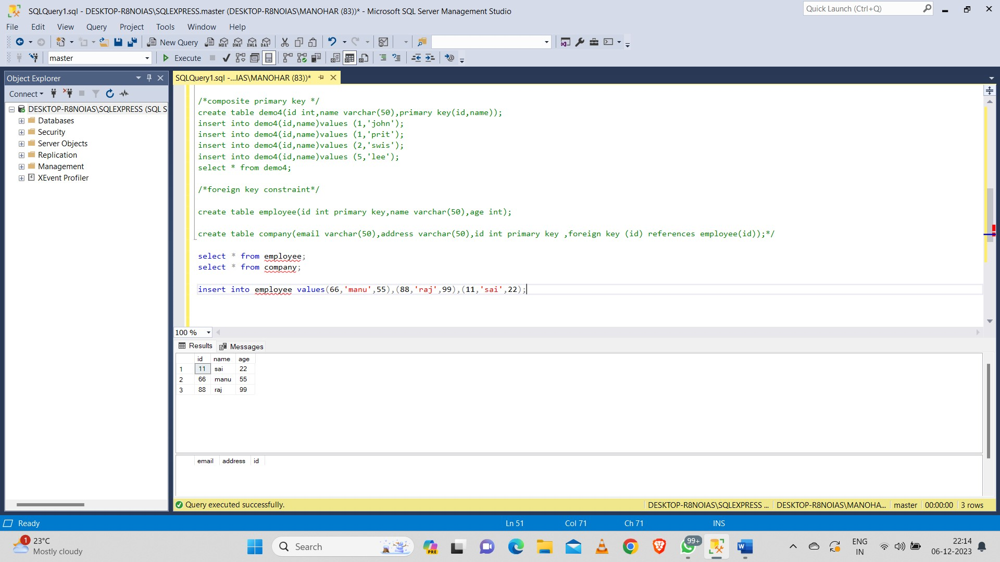 SQLQuery1.sql - DESKTOP-R8NOIAS\SQLEXPRESS.master (DESKTOP-R8NOIAS\MANOHAR (83))* - Microsoft SQL Server Management Studio
Quick Launch (Ctrl+Q)
File Edit View Query Project Tools Window Help
New Query MDX DMX XMLA DAX
master Execute
Object Explorer
SQLQuery1.sql -...IAS\MANOHAR (83))*
Connect
DESKTOP-R8NOIAS\SQLEXPRESS (SQL S
Databases
Security
Server Objects
Replication
Management
XEvent Profiler
/*composite primary key */
create table demo4(id int,name varchar(50),primary key(id,name));
insert into demo4(id,name)values (1,'john');
insert into demo4(id,name)values (1,'prit');
insert into demo4(id,name)values (2,'swis');
insert into demo4(id,name)values (5,'lee');
select * from demo4;
/*foreign key constraint*/
create table employee(id int primary key,name varchar(50),age int);
create table company(email varchar(50),address varchar(50),id int primary key ,foreign key (id) references employee(id));*/
select * from employee;
select * from company;
insert into employee values(66,'manu',55),(88,'raj',99),(11,'sai',22);
100 %
Results Messages
id name age
1 11 sai 22
2 66 manu 55
3 88 raj 99
email address id
Query executed successfully.
DESKTOP-R8NOIAS\SQLEXPRESS ... DESKTOP-R8NOIAS\MANOHA... master 00:00:00 3 rows
Ready Ln 51 Col 71 Ch 71 INS
1 23°C
Mostly cloudy
Search
PRE
99+
W
ENG
IN
22:14
06-12-2023